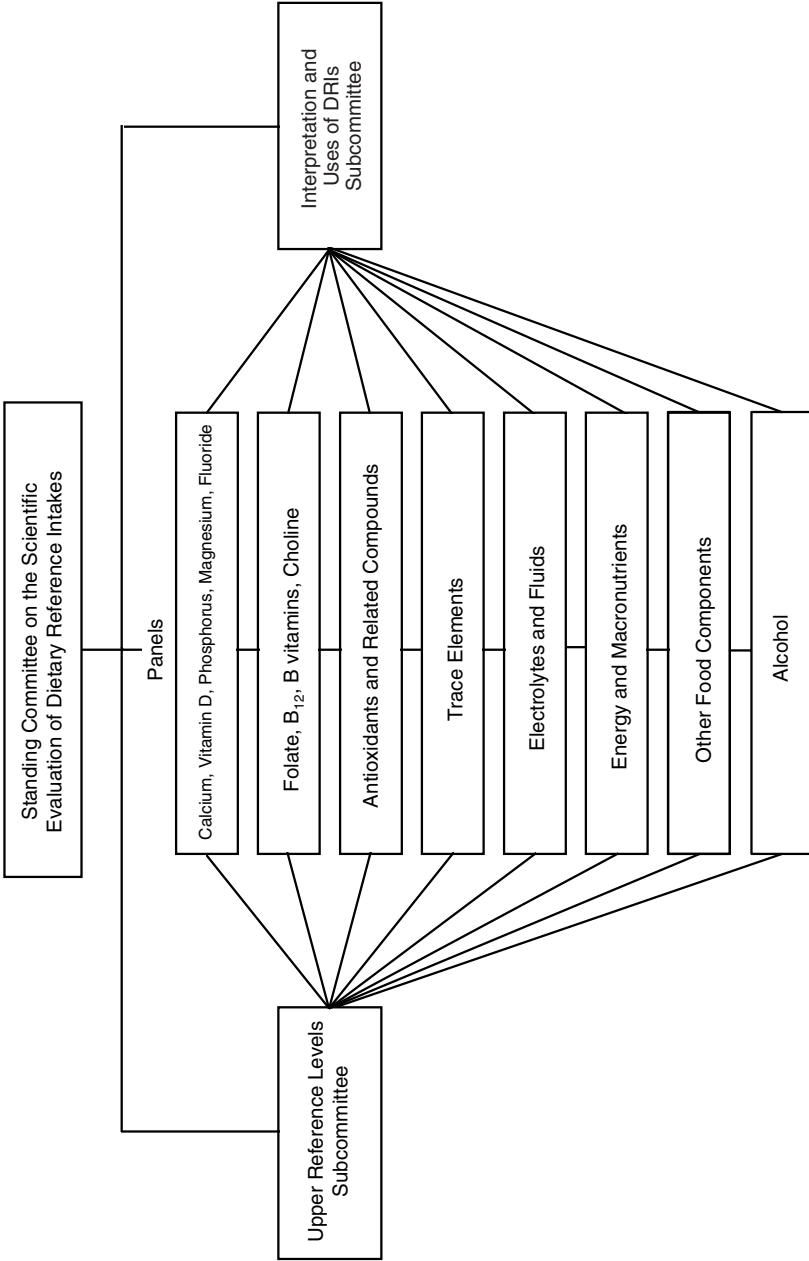 Standing Committee on the Scientific
Evaluation of Dietary Reference Intakes
Panels
Upper Reference Levels
Subcommittee
Calcium, Vitamin D, Phosphorus, Magnesium, Fluoride
Folate, B₁₂, B vitamins, Choline
Antioxidants and Related Compounds
Trace Elements
Electrolytes and Fluids
Energy and Macronutrients
Other Food Components
Alcohol
Interpretation and
Uses of DRIs
Subcommittee